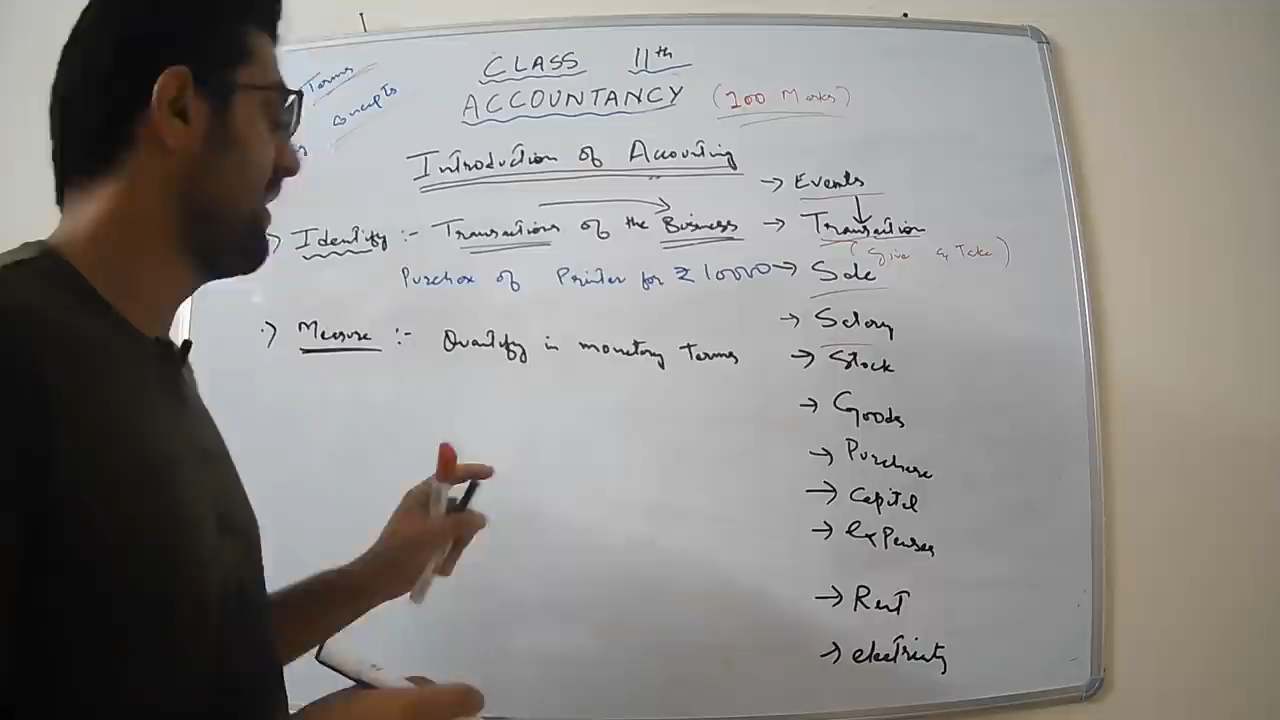 Terms
Concepts
CLASS 11th
ACCOUNTANCY (100 Marks)
Introduction of Accounting
→ Events
Identify :- Transactions of the Business
→ Transaction
(Give & Take)
Purchase of Printer for ₹ 10000
→ Sale
→ Salary
:) Measure :- Quantify in monetary Terms
→ Stock
→ Goods
→ Purchase
→ Capital
→ Expenses
→ Rent
→ electricity